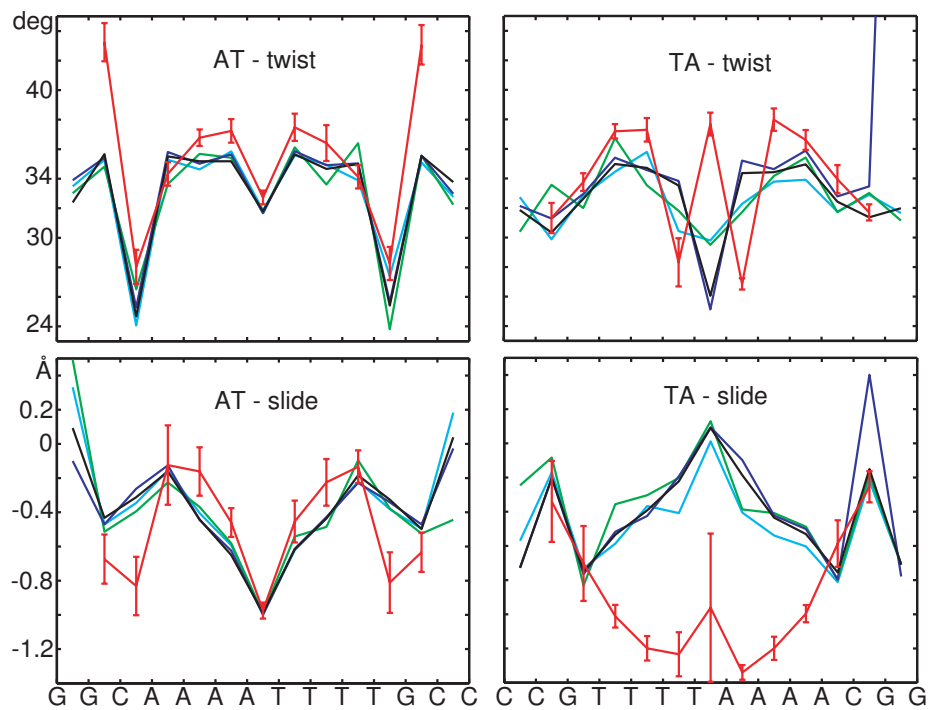 deg
AT - twist
TA - twist
40
34
30
24
Å
AT - slide
TA - slide
0.2
0
-0.4
-0.8
-1.2
G G C A A A A T T T T G C C
C C G T T T T A A A A C G G